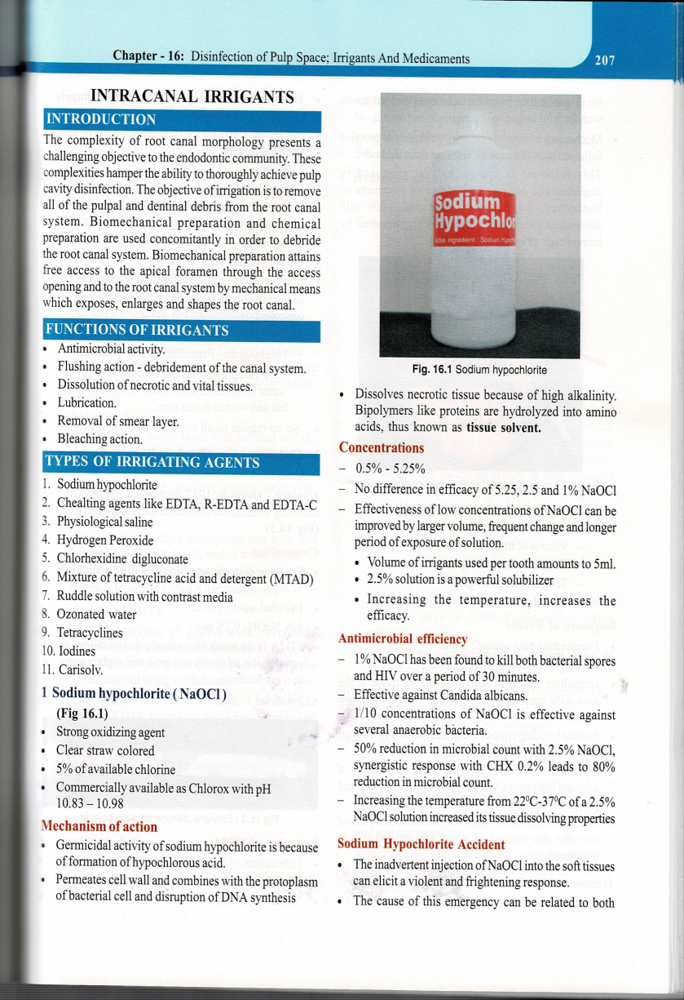 Chapter - 16: Disinfection of Pulp Space; Irrigants And Medicaments
207
INTRACANAL IRRIGANTS
INTRODUCTION
The complexity of root canal morphology presents a
challenging objective to the endodontic community. These
complexities hamper the ability to thoroughly achieve pulp
cavity disinfection. The objective of irrigation is to remove
all of the pulpal and dentinal debris from the root canal
system. Biomechanical preparation and chemical
preparation are used concomitantly in order to debride
the root canal system. Biomechanical preparation attains
free access to the apical foramen through the access
opening and to the root canal system by mechanical means
which exposes, enlarges and shapes the root canal.
FUNCTIONS OF IRRIGANTS
• Antimicrobial activity.
• Flushing action - debridement of the canal system.
• Dissolution of necrotic and vital tissues.
• Lubrication.
• Removal of smear layer.
• Bleaching action.
TYPES OF IRRIGATING AGENTS
1. Sodium hypochlorite
2. Chealting agents like EDTA, R-EDTA and EDTA-C
3. Physiological saline
4. Hydrogen Peroxide
5. Chlorhexidine digluconate
6. Mixture of tetracycline acid and detergent (MTAD)
7. Ruddle solution with contrast media
8. Ozonated water
9. Tetracyclines
10. Iodines
11. Carisolv.
1 Sodium hypochlorite ( NaOCl )
(Fig 16.1)
• Strong oxidizing agent
• Clear straw colored
• 5% of available chlorine
• Commercially available as Chlorox with pH
10.83 – 10.98
Mechanism of action
• Germicidal activity of sodium hypochlorite is because
of formation of hypochlorous acid.
• Permeates cell wall and combines with the protoplasm
of bacterial cell and disruption of DNA synthesis
Sodium
Hypochlor
Active ingredient : Sodium Hypochl
Fig. 16.1 Sodium hypochlorite
• Dissolves necrotic tissue because of high alkalinity.
Bipolymers like proteins are hydrolyzed into amino
acids, thus known as tissue solvent.
Concentrations
– 0.5% - 5.25%
– No difference in efficacy of 5.25, 2.5 and 1% NaOCl
– Effectiveness of low concentrations of NaOCl can be
improved by larger volume, frequent change and longer
period of exposure of solution.
• Volume of irrigants used per tooth amounts to 5ml.
• 2.5% solution is a powerful solubilizer
• Increasing the temperature, increases the
efficacy.
Antimicrobial efficiency
– 1% NaOCl has been found to kill both bacterial spores
and HIV over a period of 30 minutes.
– Effective against Candida albicans.
– 1/10 concentrations of NaOCl is effective against
several anaerobic bacteria.
– 50% reduction in microbial count with 2.5% NaOCl,
synergistic response with CHX 0.2% leads to 80%
reduction in microbial count.
– Increasing the temperature from 22⁰C-37⁰C of a 2.5%
NaOCl solution increased its tissue dissolving properties
Sodium Hypochlorite Accident
• The inadvertent injection of NaOCl into the soft tissues
can elicit a violent and frightening response.
• The cause of this emergency can be related to both